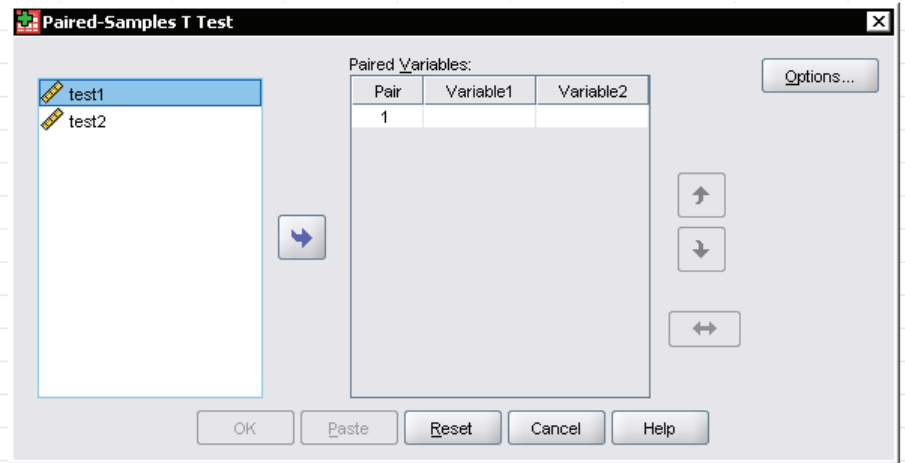 Paired-Samples T Test
test1
test2
Paired Variables:
Pair Variable1 Variable2
1
Options...
OK Paste Reset Cancel Help